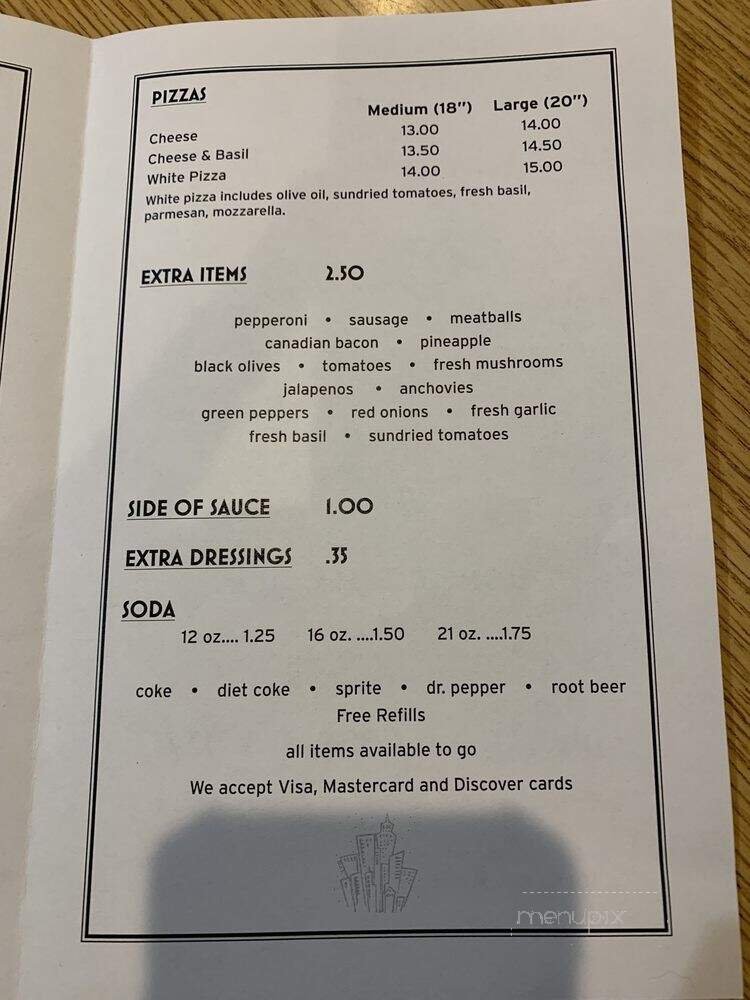 PIZZAS
Medium (18") Large (20")
Cheese 13.00 14.00
Cheese & Basil 13.50 14.50
White Pizza 14.00 15.00
White pizza includes olive oil, sundried tomatoes, fresh basil,
parmesan, mozzarella.
EXTRA ITEMS 2.50
pepperoni • sausage • meatballs
canadian bacon • pineapple
black olives • tomatoes • fresh mushrooms
jalapenos • anchovies
green peppers • red onions • fresh garlic
fresh basil • sundried tomatoes
SIDE OF SAUCE 1.00
EXTRA DRESSINGS .35
SODA
12 oz.... 1.25 16 oz. ....1.50 21 oz. ....1.75
coke • diet coke • sprite • dr. pepper • root beer
Free Refills
all items available to go
We accept Visa, Mastercard and Discover cards
menupix